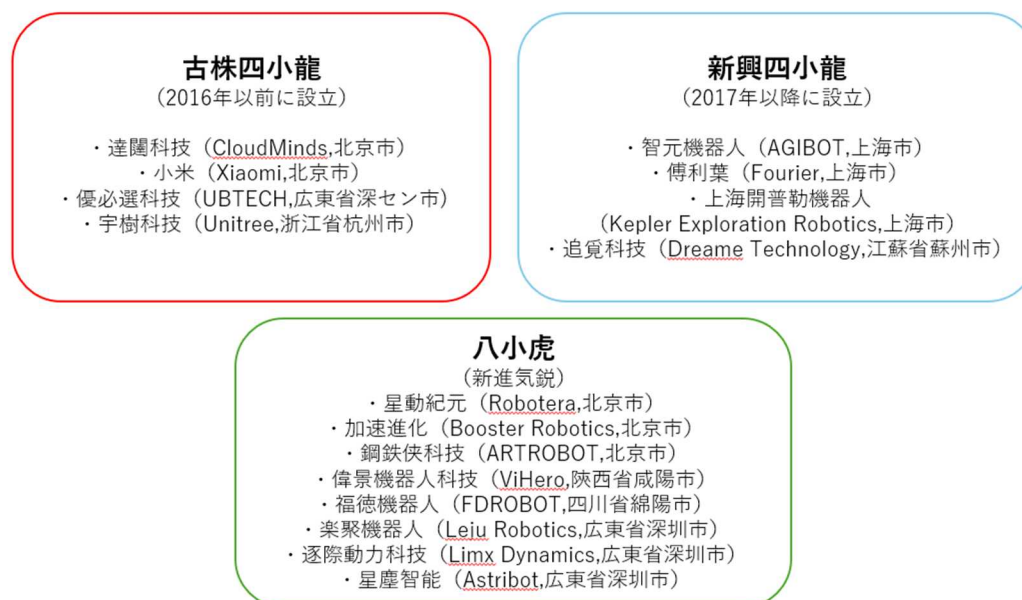 古株四小龍
(2016年以前に設立)
・達闥科技（CloudMinds,北京市）
・小米（Xiaomi,北京市）
・優必選科技（UBTECH,広東省深セン市）
・宇樹科技（Unitree,浙江省杭州市）
新興四小龍
(2017年以降に設立)
・智元機器人（AGIBOT,上海市）
・傅利葉（Fourier,上海市）
・上海開普勒機器人
（Kepler Exploration Robotics,上海市）
・追覓科技（Dreame Technology,江蘇省蘇州市）
八小虎
(新進気鋭)
・星動紀元（Robotera,北京市）
・加速進化（Booster Robotics,北京市）
・鋼鉄侠科技（ARTROBOT,北京市）
・偉景機器人科技（ViHero,陝西省咸陽市）
・福徳機器人（FDROBOT,四川省綿陽市）
・楽聚機器人（Leju Robotics,広東省深圳市）
・逐際動力科技（Limx Dynamics,広東省深圳市）
・星塵智能（Astribot,広東省深圳市）